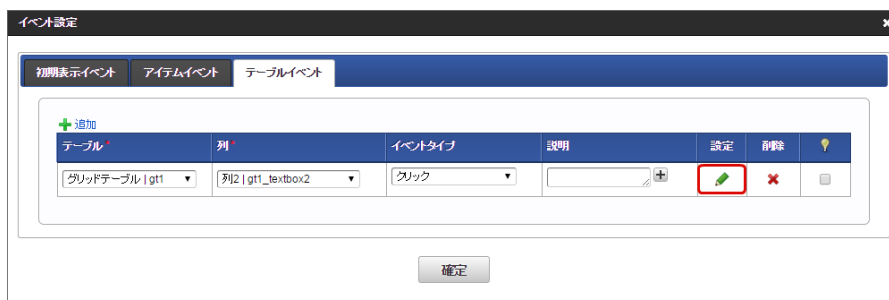 イベント設定
初期表示イベント アイテムイベント テーブルイベント
追加
テーブル* 列* イベントタイプ 説明 設定 削除
グリッドテーブル | gt1 列2 | gt1_textbox2 クリック
確定